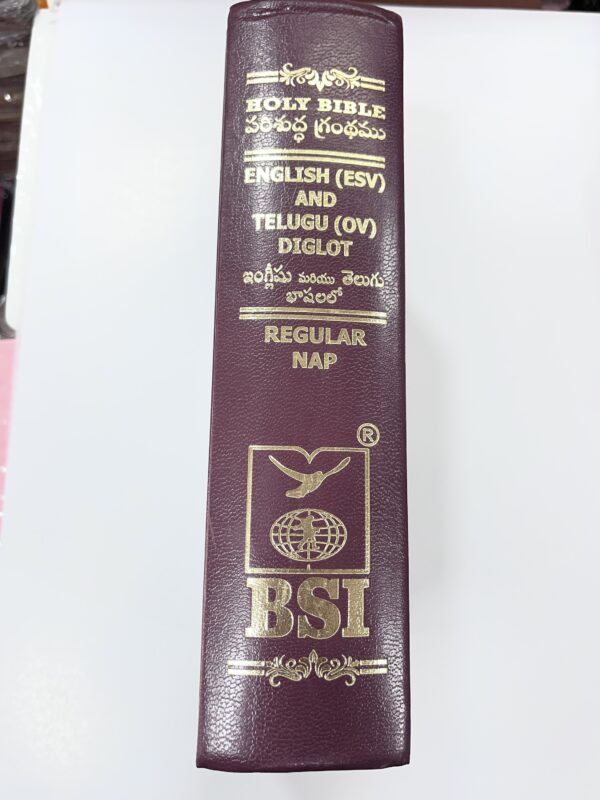 HOLY BIBLE
పరిశుద్ధ గ్రంథము
ENGLISH (ESV)
AND
TELUGU (OV)
DIGLOT
ఇంగ్లీషు మరియు తెలుగు
భాషలలో
REGULAR
NAP
®
BSI